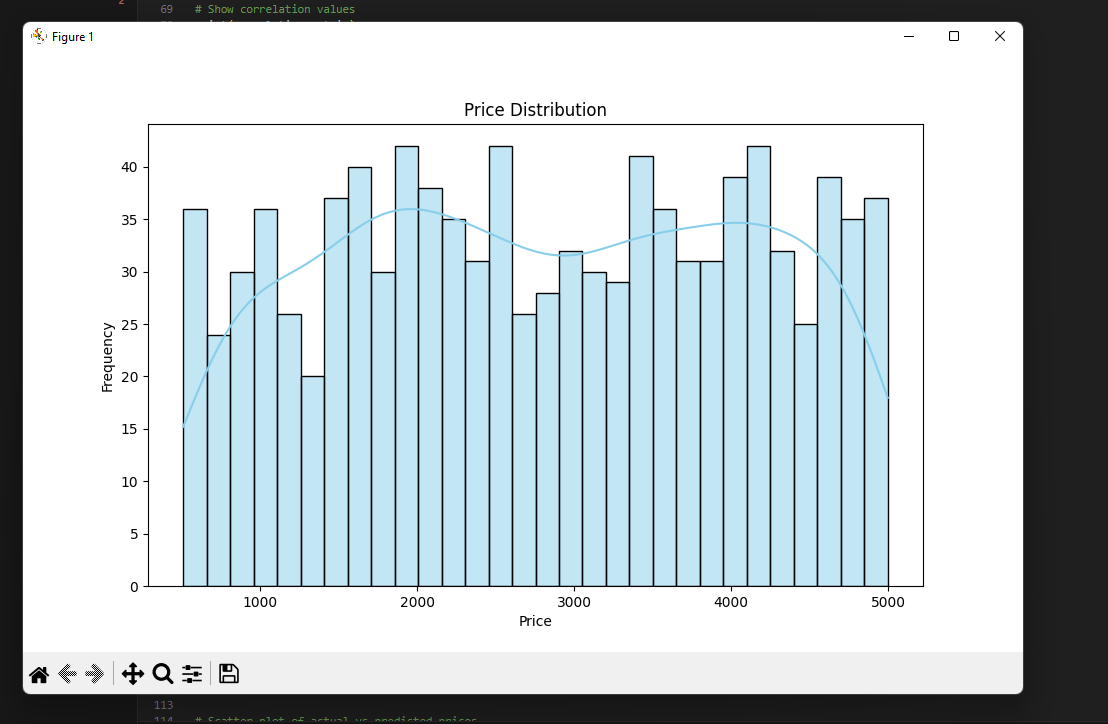 2
69 # Show correlation values
Figure 1
Price Distribution
40
35
30
25
20
15
10
5
0
Frequency
1000 2000 3000 4000 5000
Price
113
114 # Scatter plot of actual vs predicted prices